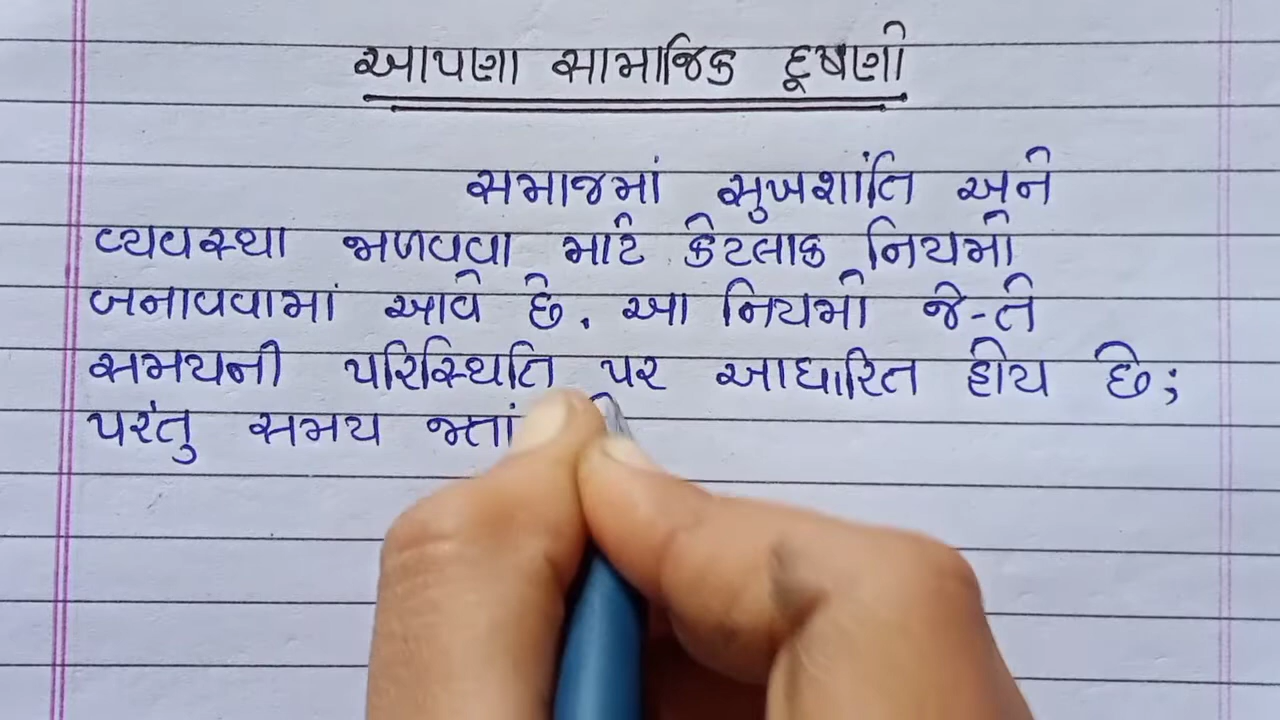 આપણા સામાજિક દૂષણો
સમાજમાં સુખશાંતિ અને
વ્યવસ્થા જાળવવા માટે કેટલાક નિયમો
બનાવવામાં આવે છે. આ નિયમો જે-તે
સમયની પરિસ્થિતિ પર આધારિત હોય છે;
પરંતુ સમય જતાં